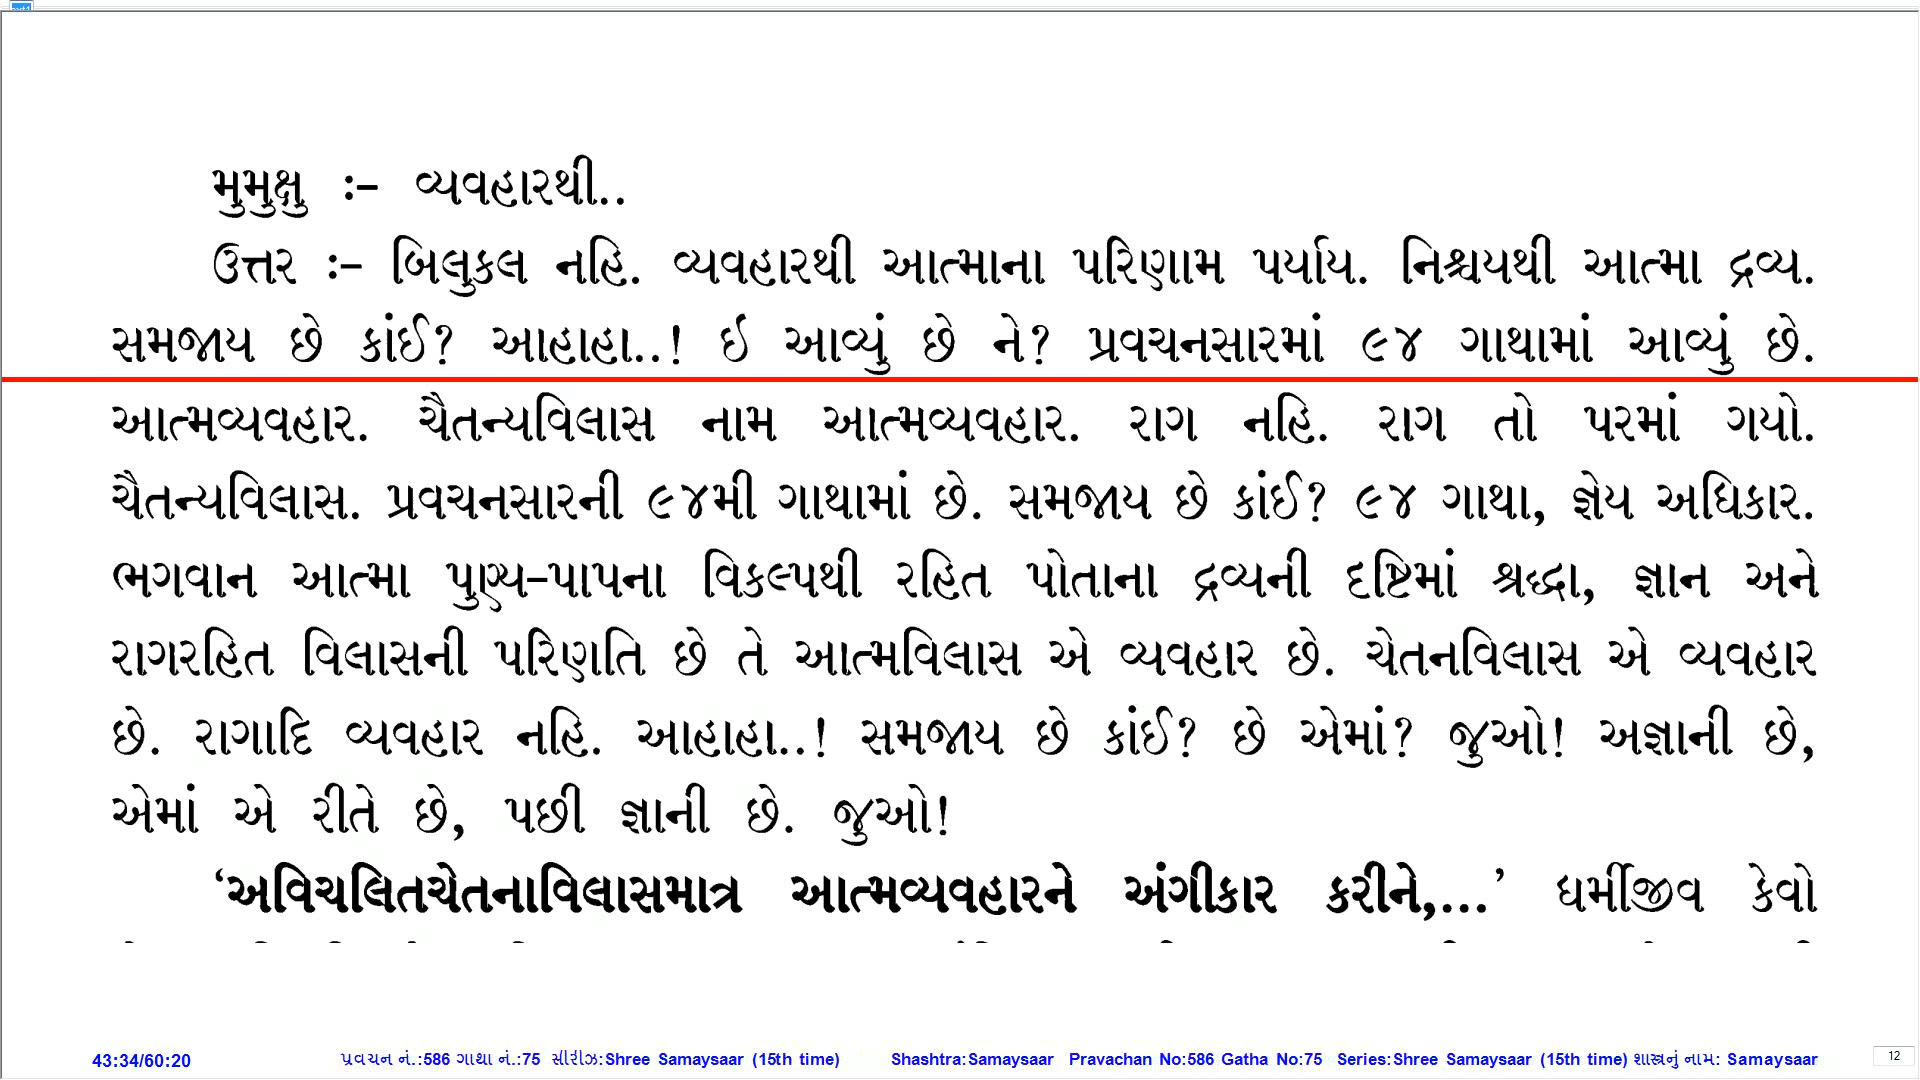 મુમુક્ષુ :– વ્યવહારથી..
ઉત્તર :– બિલુકલ નહિ. વ્યવહારથી આત્માના પરિણામ પર્યાય. નિશ્ચયથી આત્મા દ્રવ્ય.
સમજાય છે કાંઈ? આહાહા..! ઈ આવ્યું છે ને? પ્રવચનસારમાં ૯૪ ગાથામાં આવ્યું છે.
આત્મવ્યવહાર. ચૈતન્યવિલાસ નામ આત્મવ્યવહાર. રાગ નહિ. રાગ તો પરમાં ગયો.
ચૈતન્યવિલાસ. પ્રવચનસારની ૯૪મી ગાથામાં છે. સમજાય છે કાંઈ? ૯૪ ગાથા, જ્ઞેય અધિકાર.
ભગવાન આત્મા પુણ્ય-પાપના વિકલ્પથી રહિત પોતાના દ્રવ્યની દૃષ્ટિમાં શ્રદ્ધા, જ્ઞાન અને
રાગરહિત વિલાસની પરિણતિ છે તે આત્મવિલાસ એ વ્યવહાર છે. ચેતનવિલાસ એ વ્યવહાર
છે. રાગાદિ વ્યવહાર નહિ. આહાહા..! સમજાય છે કાંઈ? છે એમાં? જુઓ! અજ્ઞાની છે,
એમાં એ રીતે છે, પછી જ્ઞાની છે. જુઓ!
‘અવિચલિતચેતનાવિલાસમાત્ર આત્મવ્યવહારને અંગીકાર કરીને,...’ ધર્મીજીવ કેવો
43:34/60:20 પ્રવચન નં.:586 ગાથા નં.:75 સીરીઝ:Shree Samaysaar (15th time) Shashtra:Samaysaar Pravachan No:586 Gatha No:75 Series:Shree Samaysaar (15th time) શાસ્ત્રનું નામ: Samaysaar 12